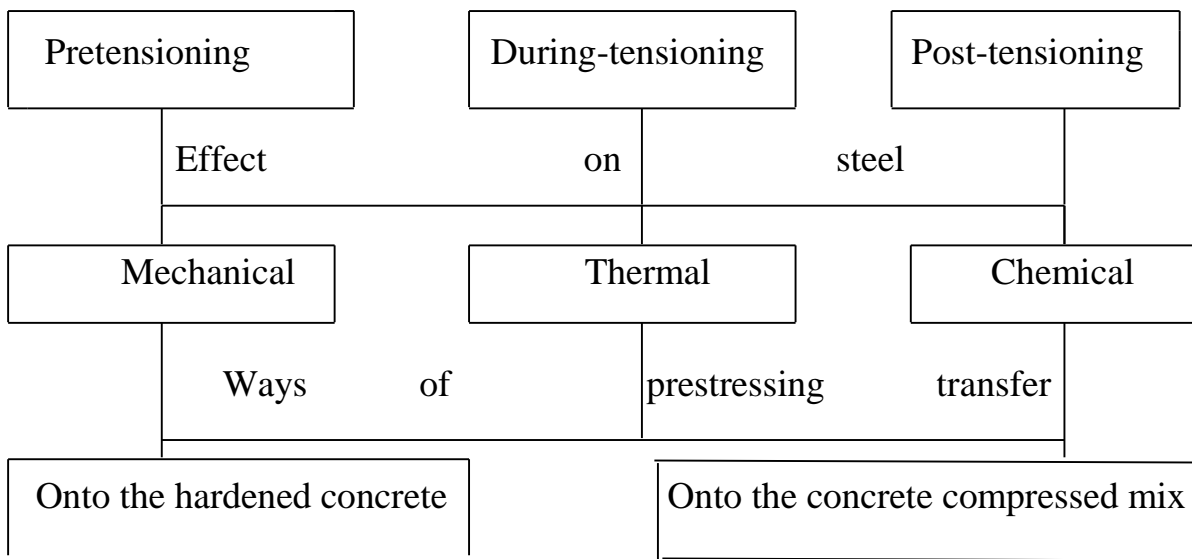 Pretensioning During-tensioning Post-tensioning
Effect on steel
Mechanical Thermal Chemical
Ways of prestressing transfer
Onto the hardened concrete Onto the concrete compressed mix